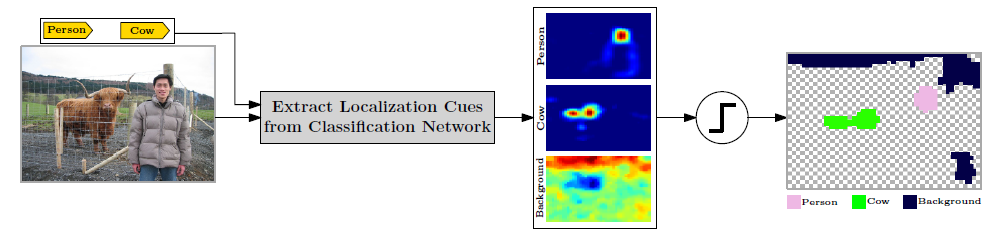 Person Cow
Extract Localization Cues
from Classification Network
Person
Cow
Background
Person Cow Background